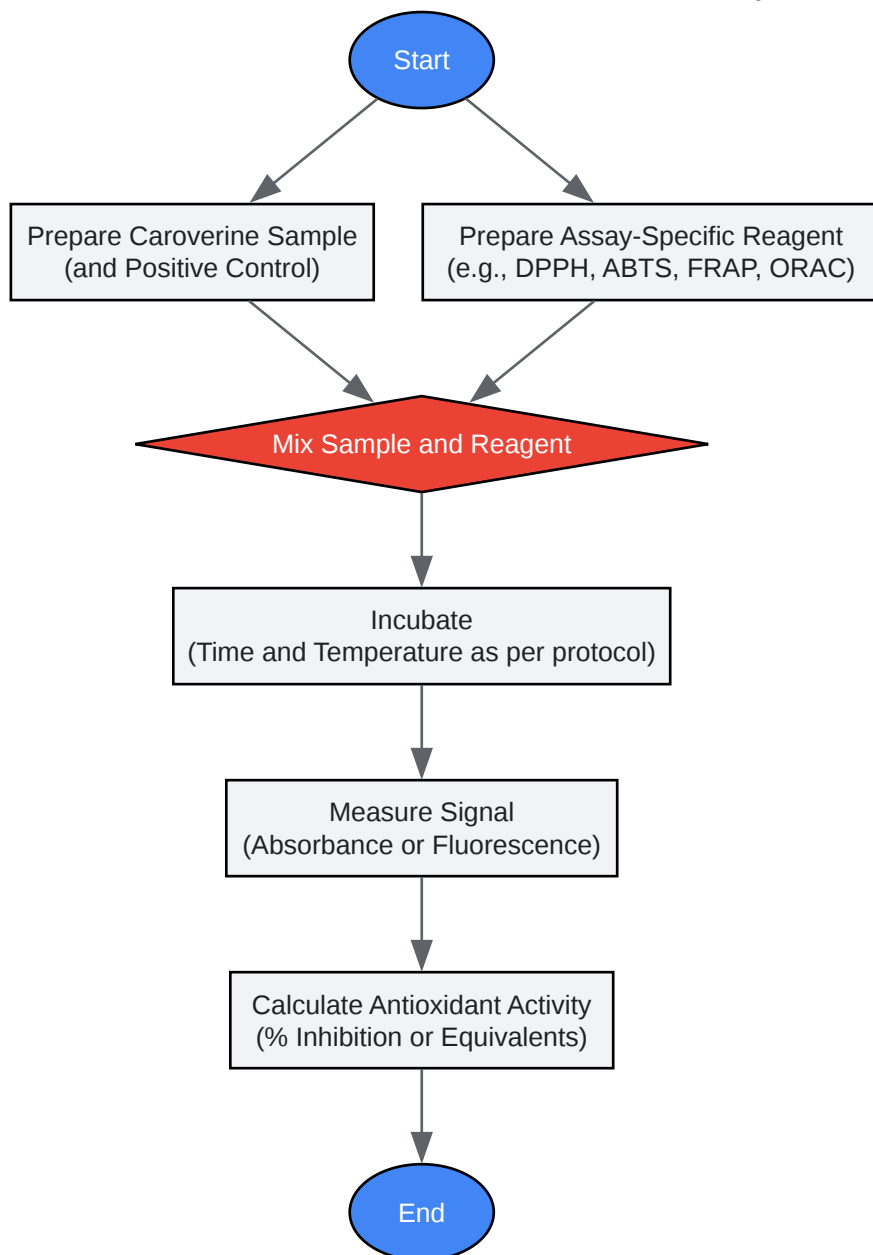 Start
Prepare Caroverine Sample
(and Positive Control)
Prepare Assay-Specific Reagent
(e.g., DPPH, ABTS, FRAP, ORAC)
Mix Sample and Reagent
Incubate
(Time and Temperature as per protocol)
Measure Signal
(Absorbance or Fluorescence)
Calculate Antioxidant Activity
(% Inhibition or Equivalents)
End